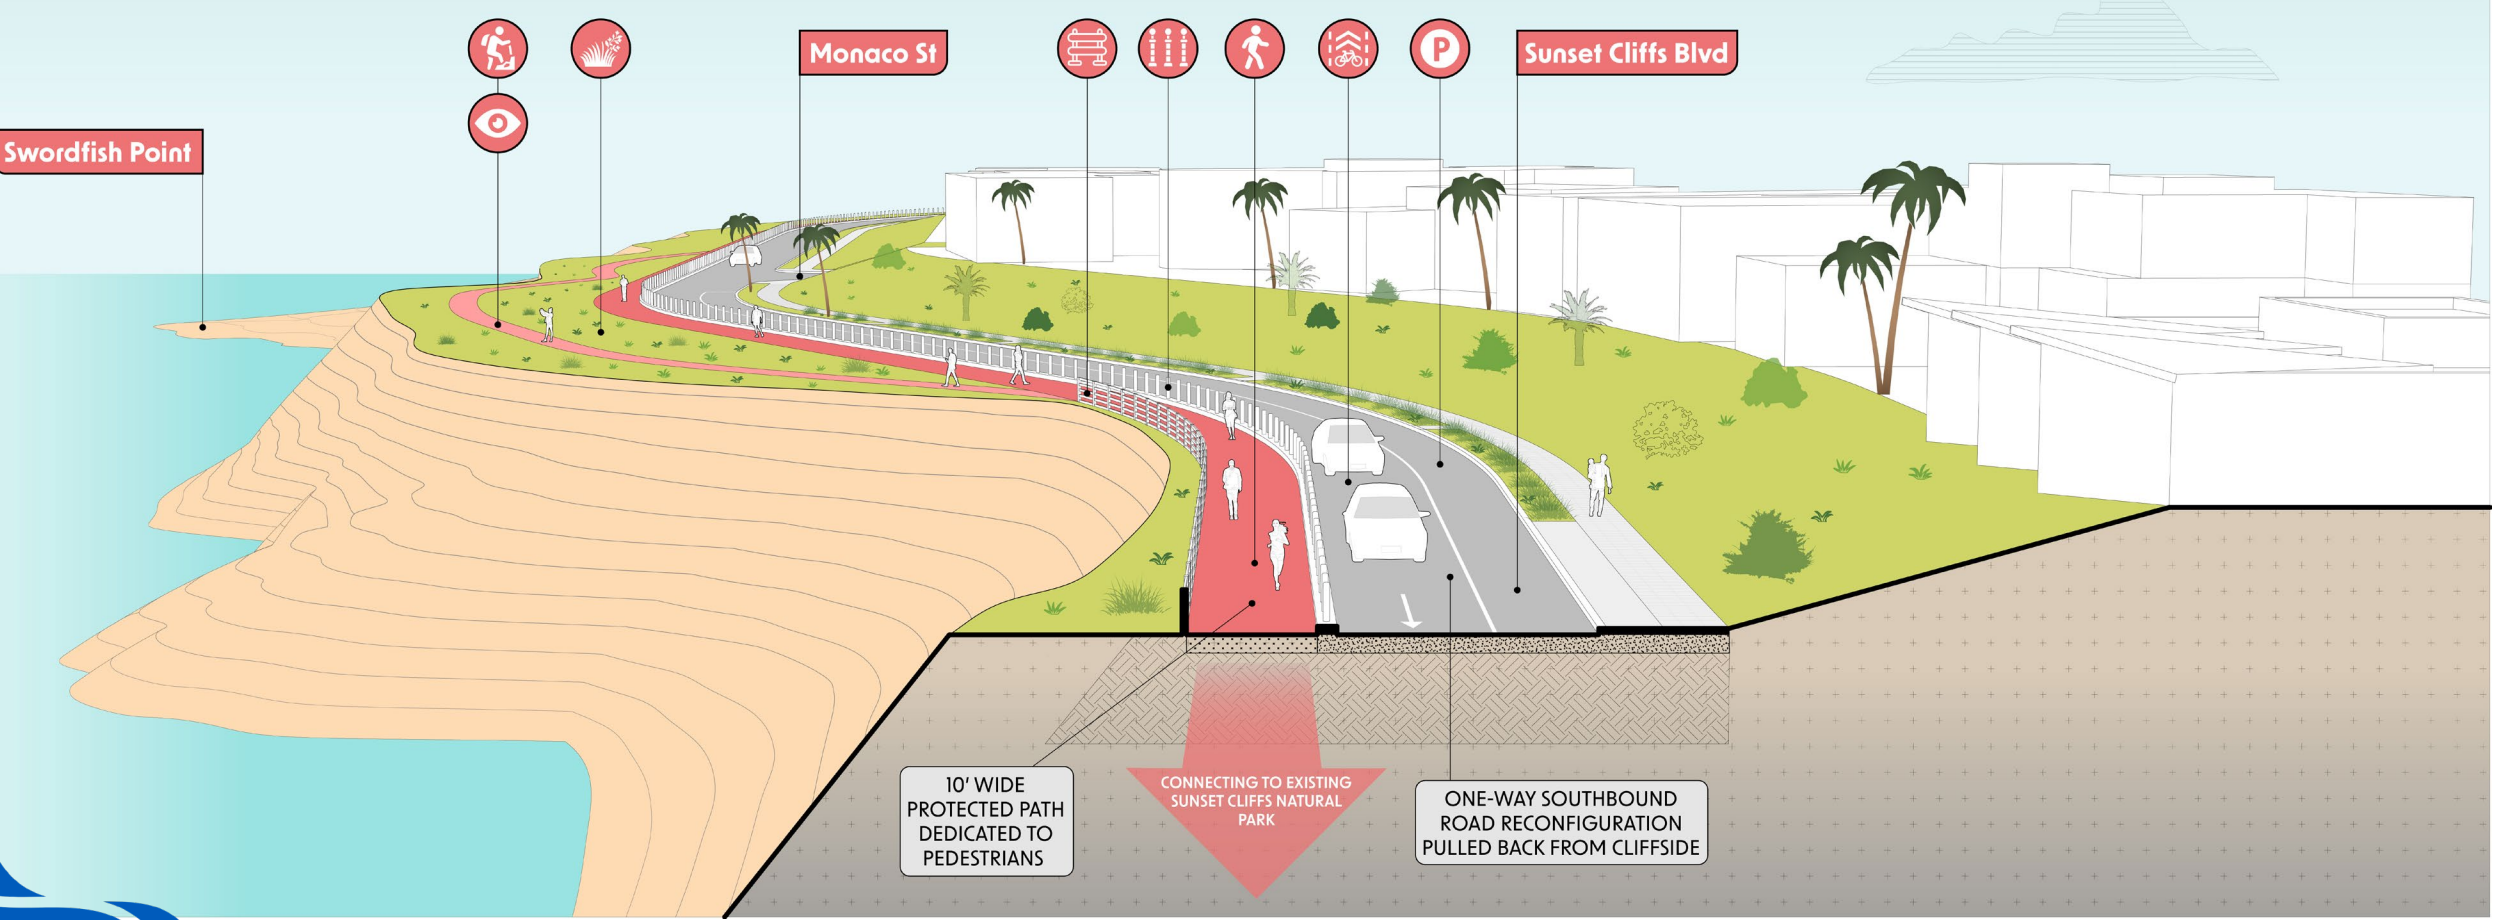 Monaco St
Sunset Cliffs Blvd
P
Swordfish Point
10' WIDE
PROTECTED PATH
DEDICATED TO
PEDESTRIANS
CONNECTING TO EXISTING
SUNSET CLIFFS NATURAL
PARK
ONE-WAY SOUTHBOUND
ROAD RECONFIGURATION
PULLED BACK FROM CLIFFSIDE